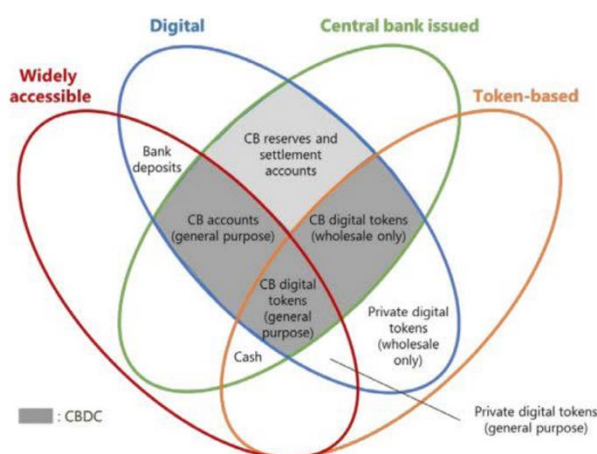 Digital
Central bank issued
Widely
accessible
Token-based
CB reserves and
settlement
accounts
Bank
deposits
CB accounts
(general purpose)
CB digital tokens
(wholesale only)
CB digital
tokens
(general
purpose)
Private digital
tokens
(wholesale
only)
Cash
: CBDC
Private digital tokens
(general purpose)